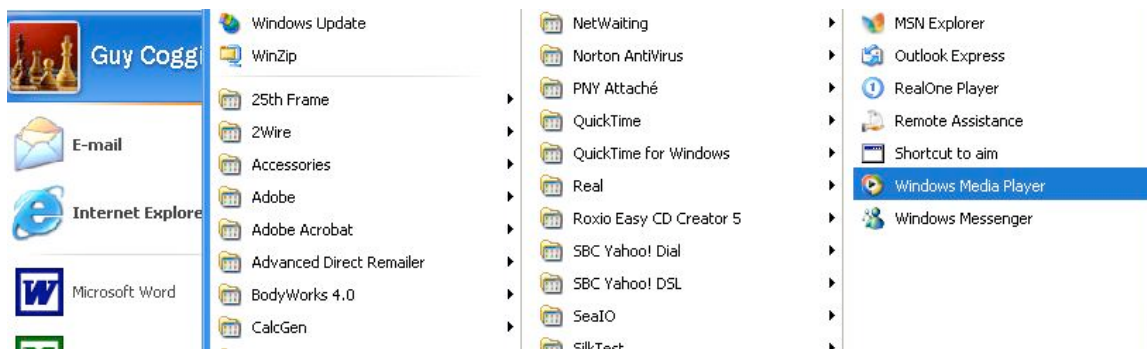 Guy Coggi
E-mail
Internet Explore
Microsoft Word
Windows Update
WinZip
25th Frame
2Wire
Accessories
Adobe
Adobe Acrobat
Advanced Direct Remailer
BodyWorks 4.0
CalcGen
NetWaiting
Norton AntiVirus
PNY Attaché
QuickTime
QuickTime for Windows
Real
Roxio Easy CD Creator 5
SBC Yahoo! Dial
SBC Yahoo! DSL
SeaIO
SilkTest
MSN Explorer
Outlook Express
RealOne Player
Remote Assistance
Shortcut to aim
Windows Media Player
Windows Messenger